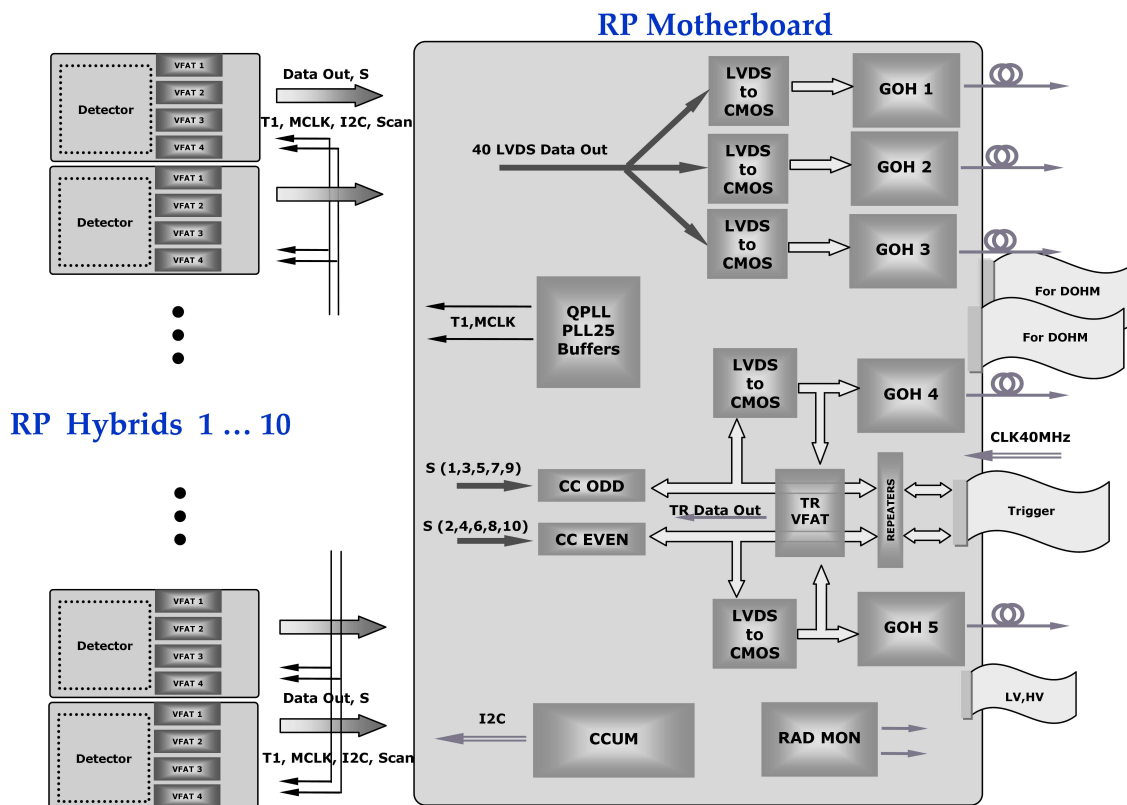 RP Motherboard
VFAT 1
VFAT 2
VFAT 3
VFAT 4
Detector
Data Out, S
T1, MCLK, I2C, Scan
VFAT 1
VFAT 2
VFAT 3
VFAT 4
Detector
40 LVDS Data Out
LVDS
to
CMOS
GOH 1
LVDS
to
CMOS
GOH 2
LVDS
to
CMOS
GOH 3
For DOHM
For DOHM
T1,MCLK
QPLL
PLL25
Buffers
LVDS
to
CMOS
GOH 4
RP Hybrids 1 ... 10
CLK40MHz
S (1,3,5,7,9)
CC ODD
TR Data Out
TR
VFAT
REPEATERS
Trigger
S (2,4,6,8,10)
CC EVEN
LVDS
to
CMOS
GOH 5
VFAT 1
VFAT 2
VFAT 3
VFAT 4
Detector
Data Out, S
T1, MCLK, I2C, Scan
VFAT 1
VFAT 2
VFAT 3
VFAT 4
Detector
LV,HV
I2C
CCUM
RAD MON